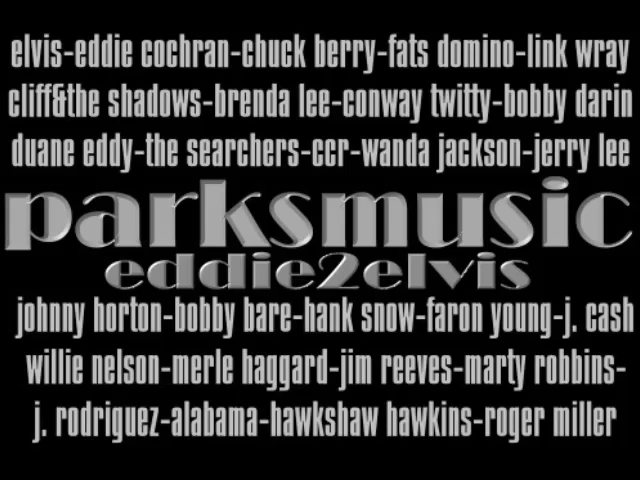 elvis-eddie cochran-chuck berry-fats domino-link wray
cliff&the shadows-brenda lee-conway twitty-bobby darin
duane eddy-the searchers-ccr-wanda jackson-jerry lee
parksmusic
eddie2elvis
johnny horton-bobby bare-hank snow-faron young-j. cash
willie nelson-merle haggard-jim reeves-marty robbins-
j. rodriguez-alabama-hawkshaw hawkins-roger miller